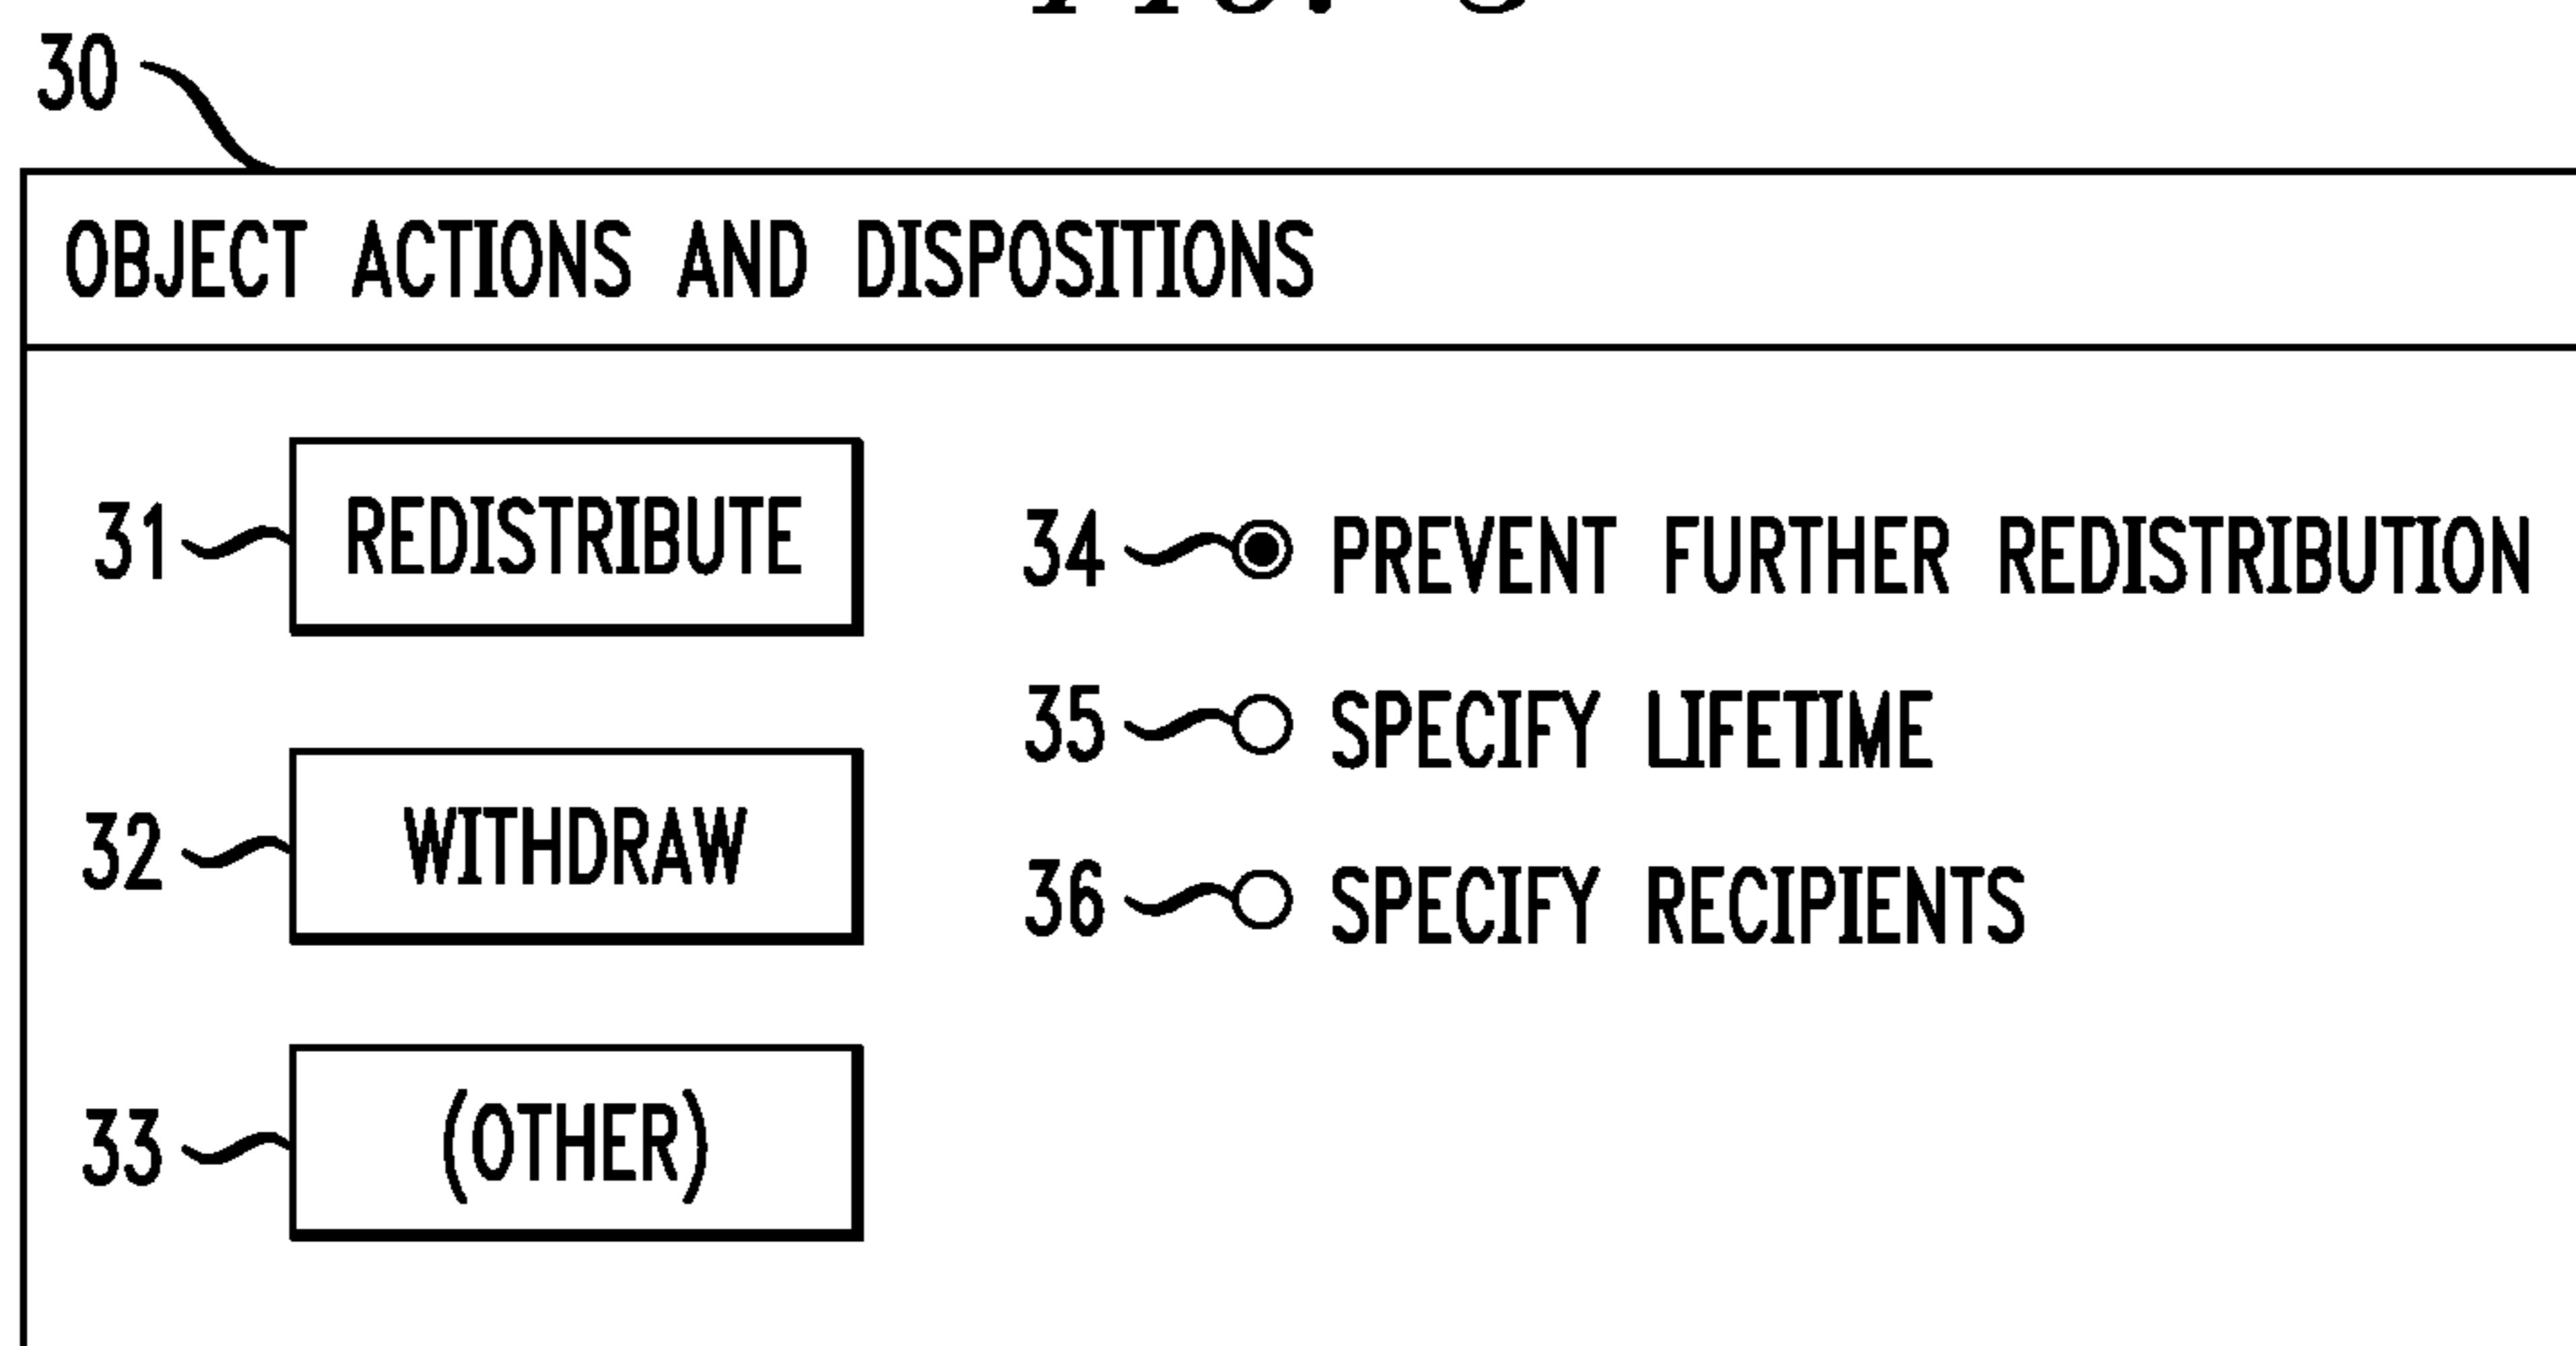 30
OBJECT ACTIONS AND DISPOSITIONS
31 REDISTRIBUTE
32 WITHDRAW
33 (OTHER)
34 PREVENT FURTHER REDISTRIBUTION
35 SPECIFY LIFETIME
36 SPECIFY RECIPIENTS